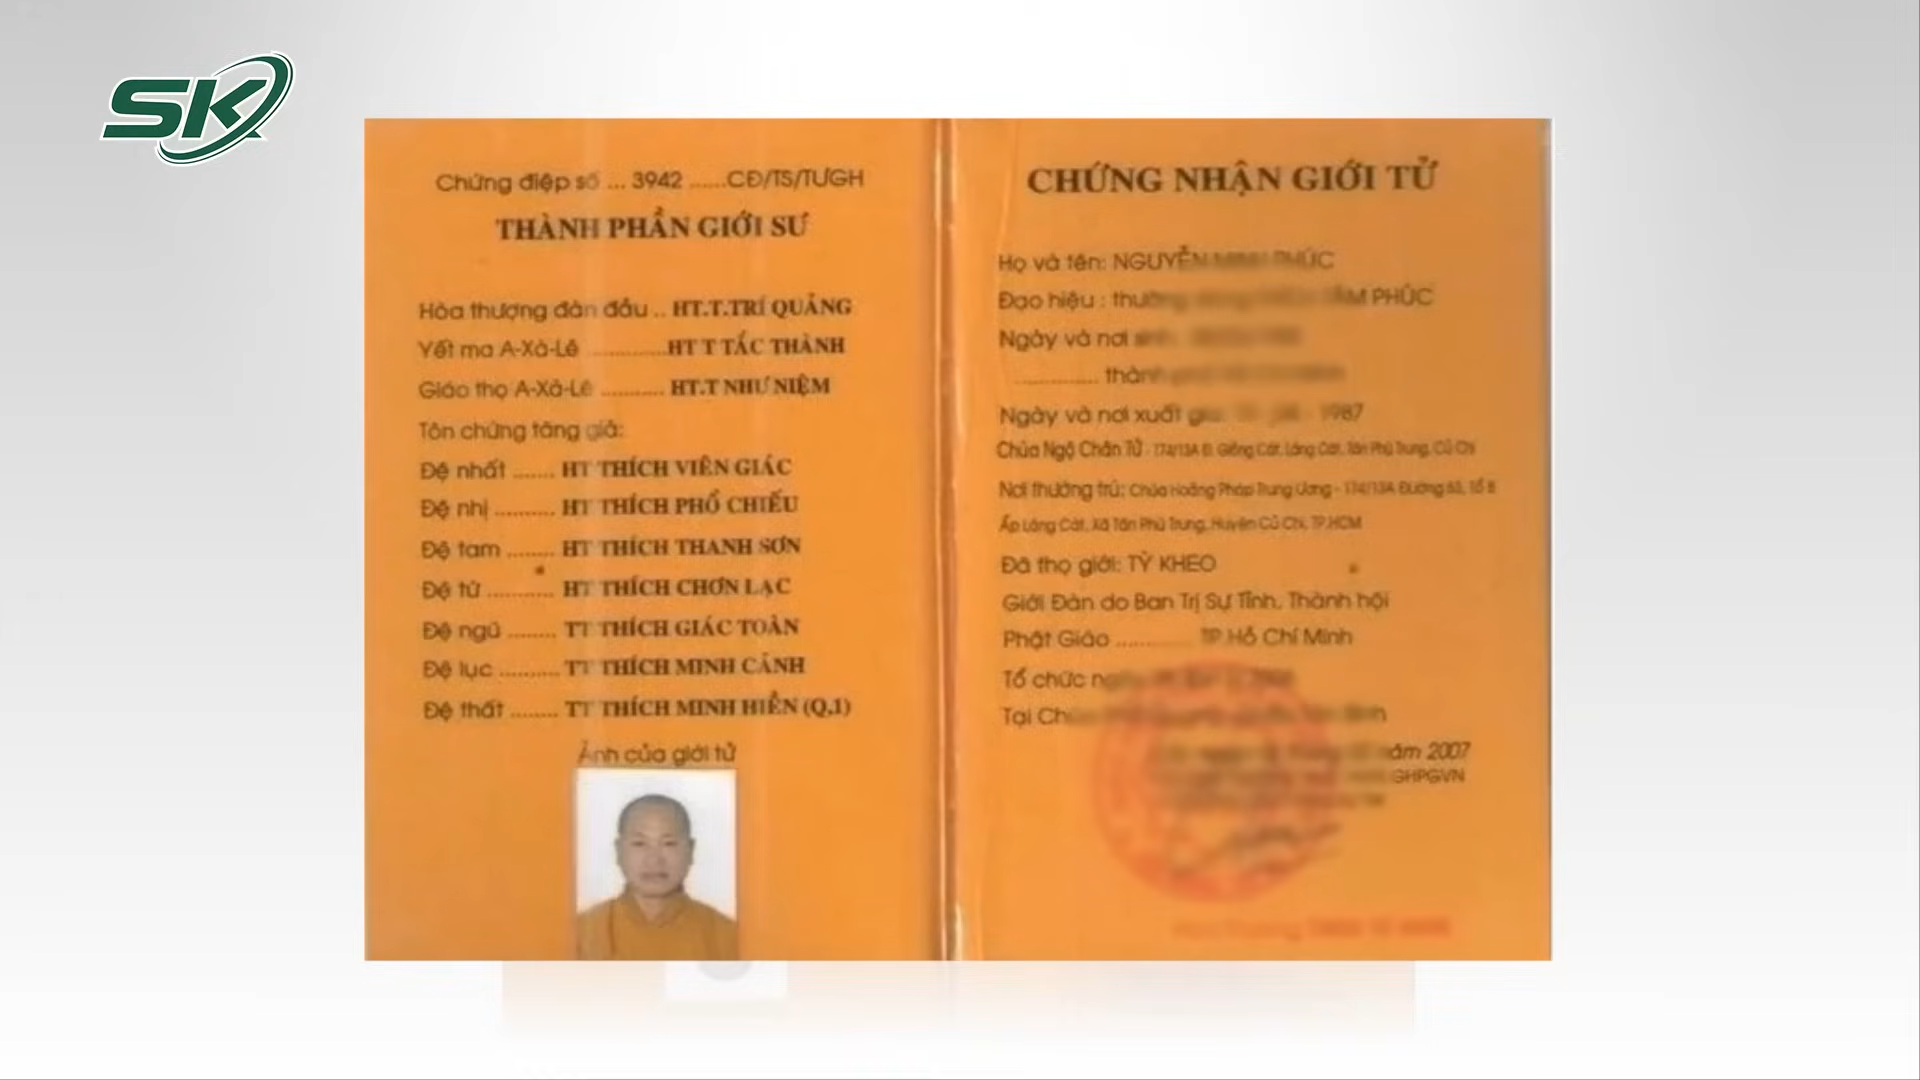 SK
Chứng điệp số ... 3942 ......CĐ/TS/TƯGH
THÀNH PHẦN GIỚI SƯ
Hòa thượng đàn đầu .. HT.T.TRÍ QUẢNG
Yết ma A-Xà-Lê .............HT T TẮC THÀNH
Giáo thọ A-Xà-Lê ........... HT.T NHƯ NIỆM
Tôn chứng tăng già:
Đệ nhất ....... HT THÍCH VIÊN GIÁC
Đệ nhị .......... HT THÍCH PHỔ CHIẾU
Đệ tam ........ HT THÍCH THANH SƠN
Đệ tứ ........... HT THÍCH CHƠN LẠC
Đệ ngũ ........ TT THÍCH GIÁC TOÀN
Đệ lục .......... TT THÍCH MINH CẢNH
Đệ thất ........ TT THÍCH MINH HIỀN (Q,1)
Ảnh của giới tử
CHỨNG NHẬN GIỚI TỬ
Họ và tên: NGUYỄN PHÚC
Đạo hiệu : PHÚC
Ngày và nơi
Ngày và nơi xuất 1987
Chùa Ngộ Chân Tử - 174/13A Đ. Giồng Cát, Láng Cát, Tân Phú Trung, Củ Chi
Nơi thường trú: Chùa Hoằng Pháp Trung Ương - 174/13A Đường 63, Tổ 8
Ấp Láng Cát, Xã Tân Phú Trung, Huyện Củ Chi, TP.HCM
Đã thọ giới: TỲ KHEO
Giới Đàn do Ban Trị Sự Tỉnh, Thành hội
Phật Giáo ............ TP.Hồ Chí Minh
Tổ chức
Tại
năm 2007
GHPGVN